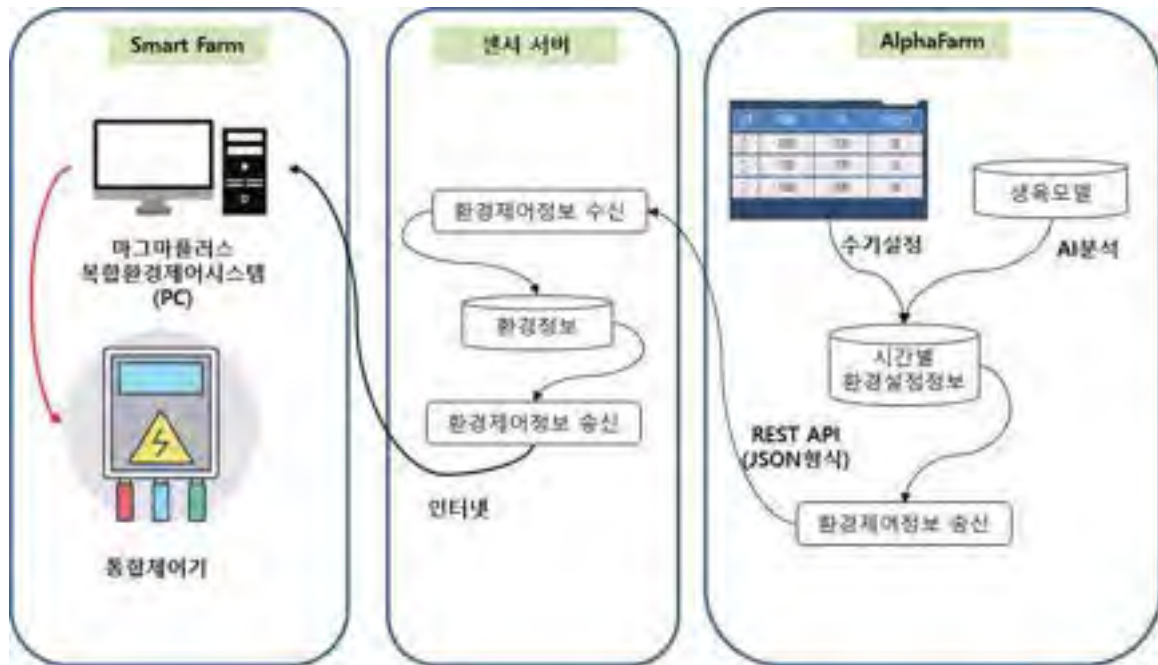 Smart Farm
마그마플러스
복합환경제어시스템
(PC)
통합제어기
센서 서버
환경제어정보 수신
환경정보
환경제어정보 송신
인터넷
AlphaFarm
생육모델
수기설정
AI분석
시간별
환경설정정보
REST API
(JSON형식)
환경제어정보 송신